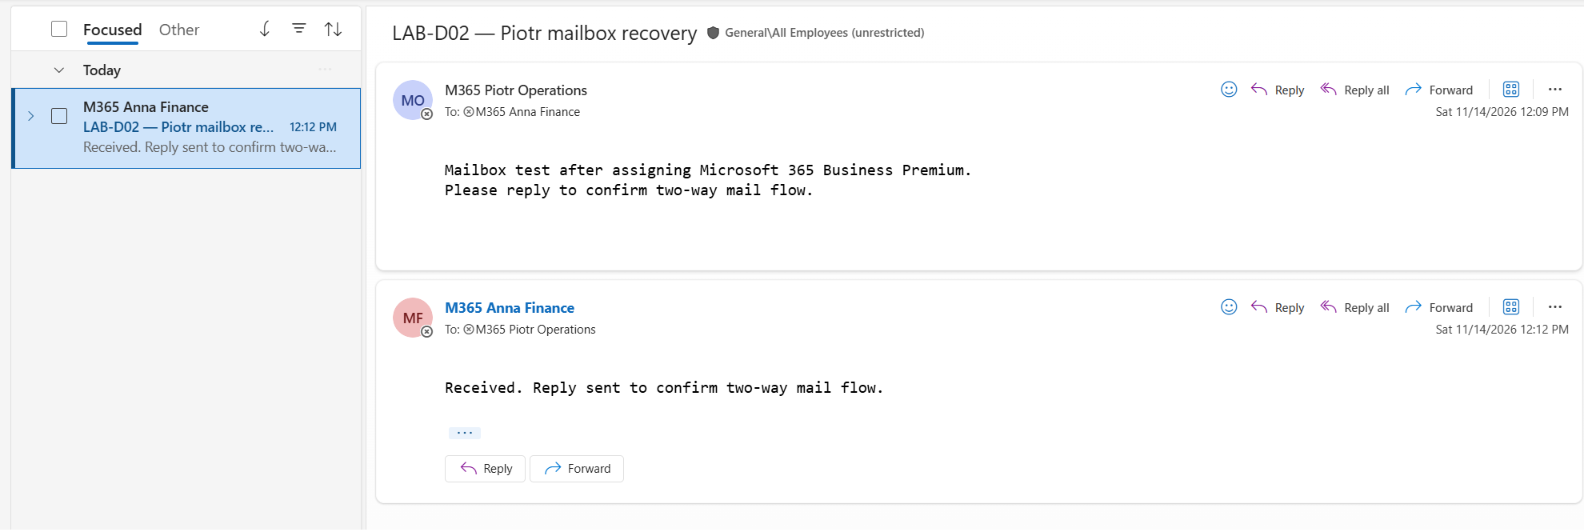 Focused Other
Today
M365 Anna Finance
LAB-D02 — Piotr mailbox re... 12:12 PM
Received. Reply sent to confirm two-wa...
LAB-D02 — Piotr mailbox recovery General\All Employees (unrestricted)
MO
M365 Piotr Operations
To: M365 Anna Finance
Reply Reply all Forward
Sat 11/14/2026 12:09 PM
Mailbox test after assigning Microsoft 365 Business Premium.
Please reply to confirm two-way mail flow.
MF
M365 Anna Finance
To: M365 Piotr Operations
Reply Reply all Forward
Sat 11/14/2026 12:12 PM
Received. Reply sent to confirm two-way mail flow.
...
Reply Forward